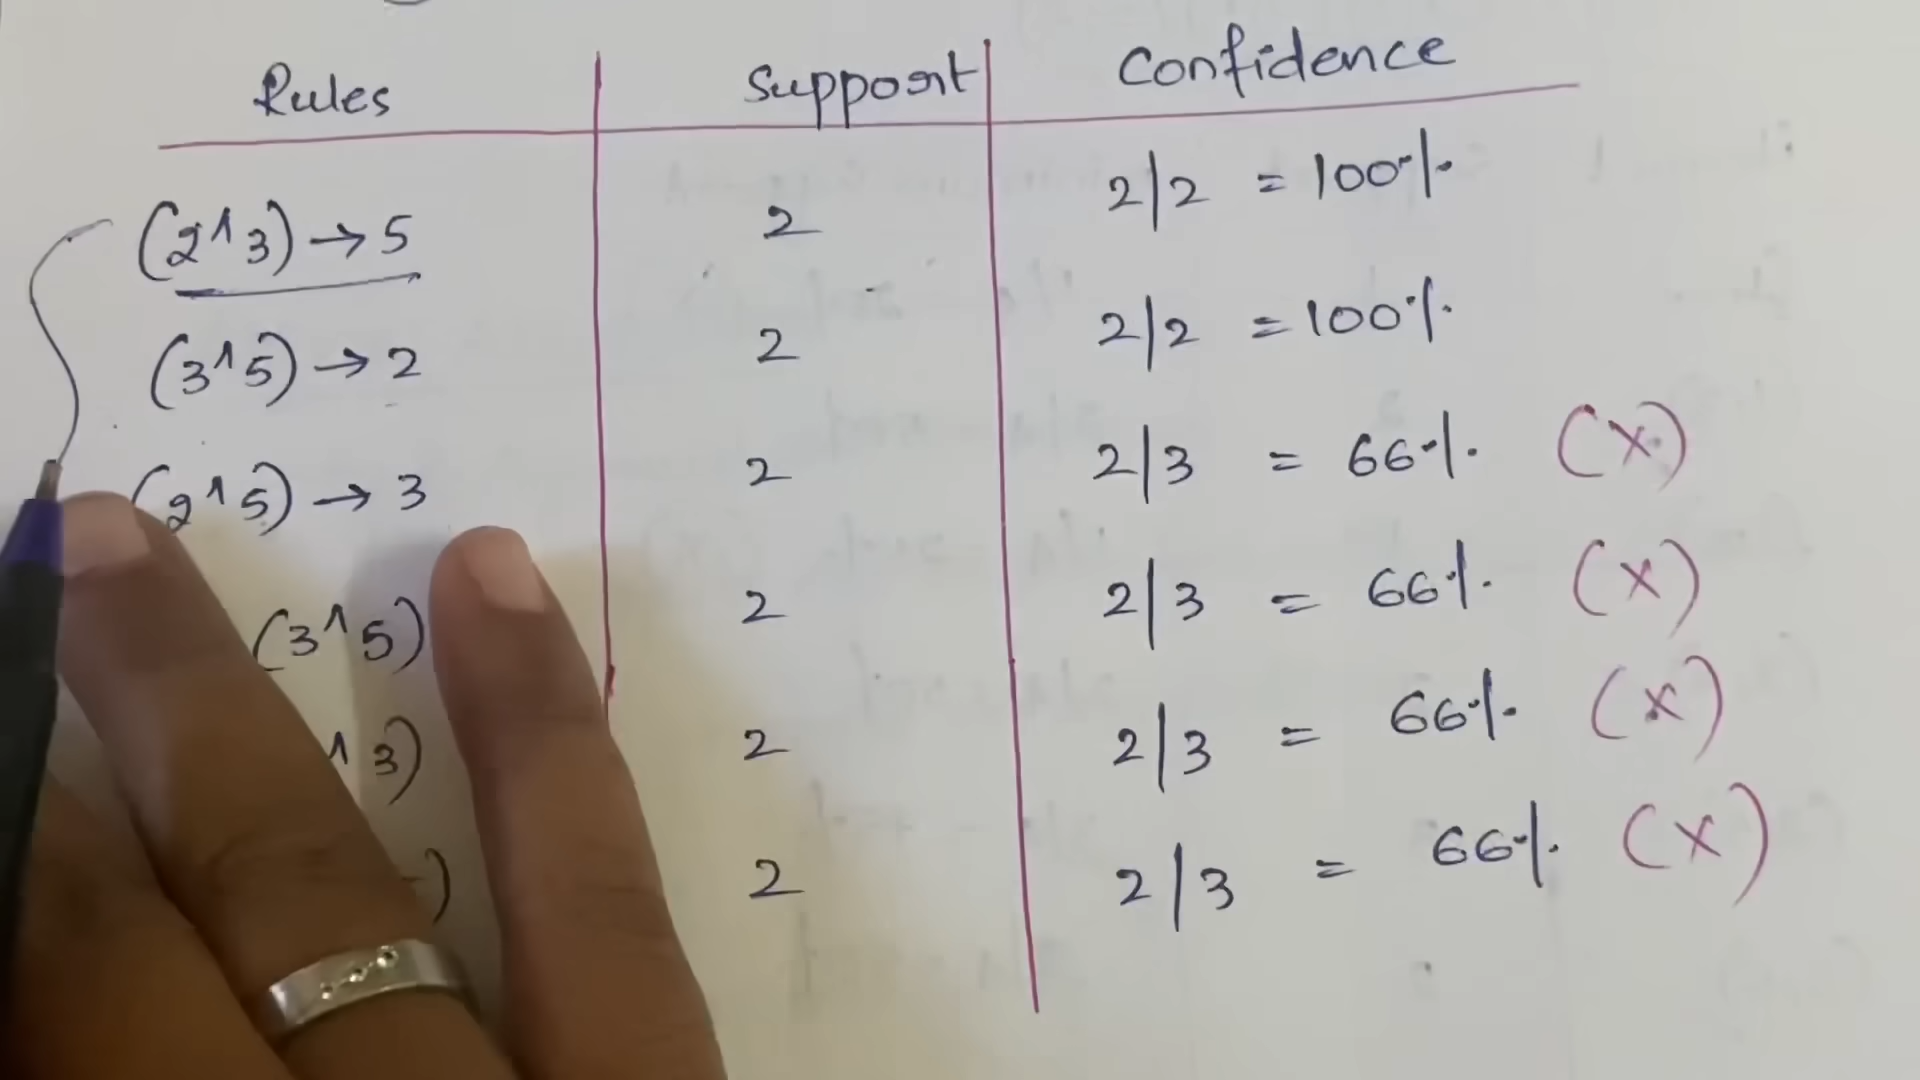 Rules Support Confidence
(2^3) → 5 2 2/2 = 100%
(3^5) → 2 2 2/2 = 100%
(2^5) → 3 2 2/3 = 66% (x)
(3^5) 2 2/3 = 66% (x)
^3) 2 2/3 = 66% (x)
) 2 2/3 = 66% (x)